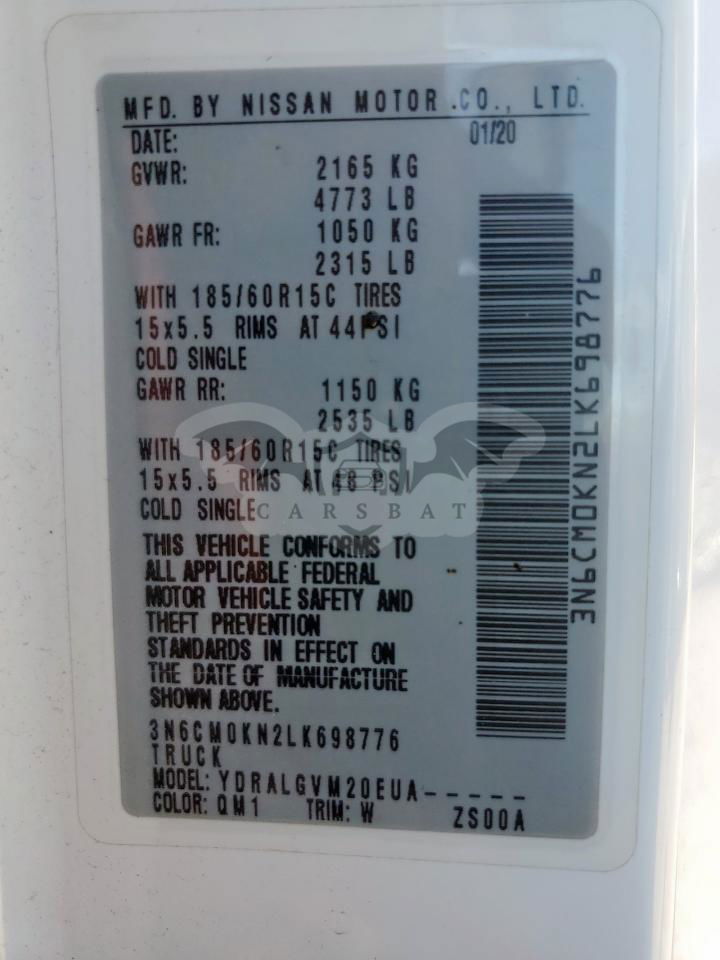 MFD. BY NISSAN MOTOR CO., LTD.
DATE: 01/20
GVWR: 2165 KG
4773 LB
GAWR FR: 1050 KG
2315 LB
WITH 185/60R15C TIRES
15x5.5 RIMS AT 44PSI
COLD SINGLE
GAWR RR: 1150 KG
2535 LB
WITH 185/60R15C TIRES
15x5.5 RIMS AT 48 PSI
COLD SINGLE
CARSBAT
THIS VEHICLE CONFORMS TO
ALL APPLICABLE FEDERAL
MOTOR VEHICLE SAFETY AND
THEFT PREVENTION
STANDARDS IN EFFECT ON
THE DATE OF MANUFACTURE
SHOWN ABOVE.
3N6CM0KN2LK698776
TRUCK
MODEL: YDRALGVM20EUA-----
COLOR: QM1 TRIM: W ZS00A
3N6CM0KN2LK698776